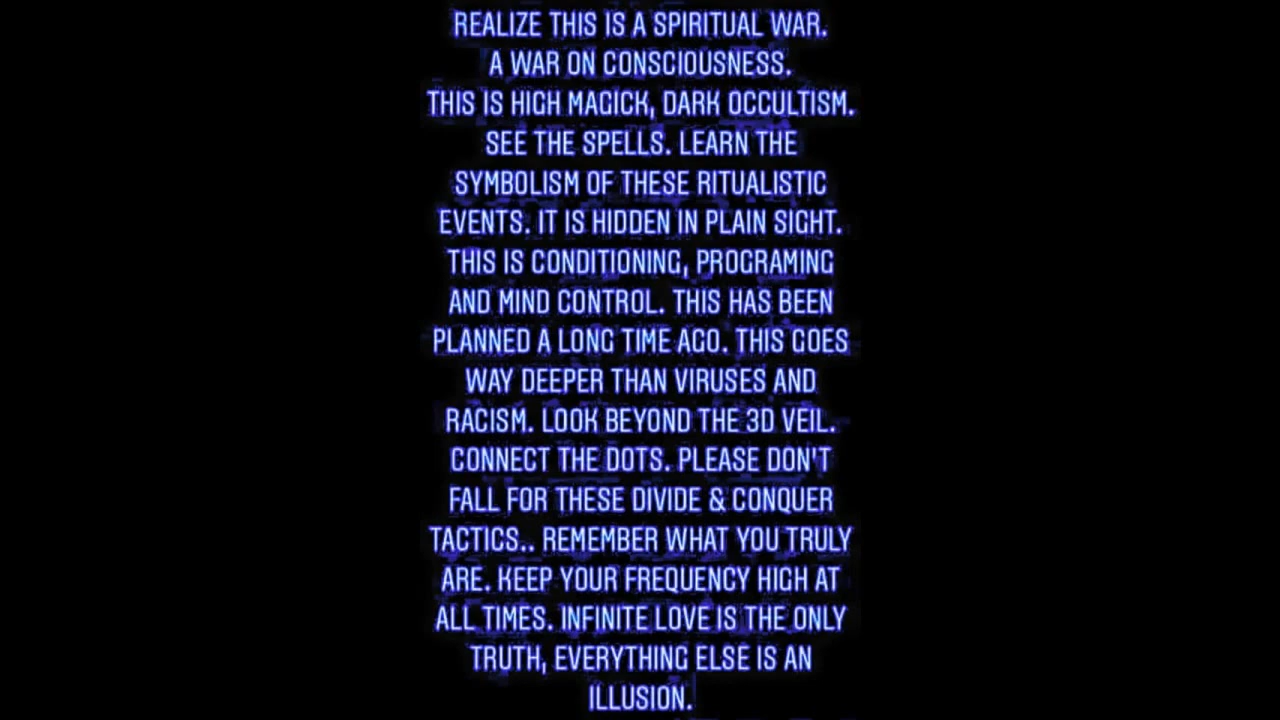 REALIZE THIS IS A SPIRITUAL WAR.
A WAR ON CONSCIOUSNESS.
THIS IS HIGH MAGICK, DARK OCCULTISM.
SEE THE SPELLS. LEARN THE
SYMBOLISM OF THESE RITUALISTIC
EVENTS. IT IS HIDDEN IN PLAIN SIGHT.
THIS IS CONDITIONING, PROGRAMING
AND MIND CONTROL. THIS HAS BEEN
PLANNED A LONG TIME AGO. THIS GOES
WAY DEEPER THAN VIRUSES AND
RACISM. LOOK BEYOND THE 3D VEIL.
CONNECT THE DOTS. PLEASE DON'T
FALL FOR THESE DIVIDE & CONQUER
TACTICS.. REMEMBER WHAT YOU TRULY
ARE. KEEP YOUR FREQUENCY HIGH AT
ALL TIMES. INFINITE LOVE IS THE ONLY
TRUTH, EVERYTHING ELSE IS AN
ILLUSION.